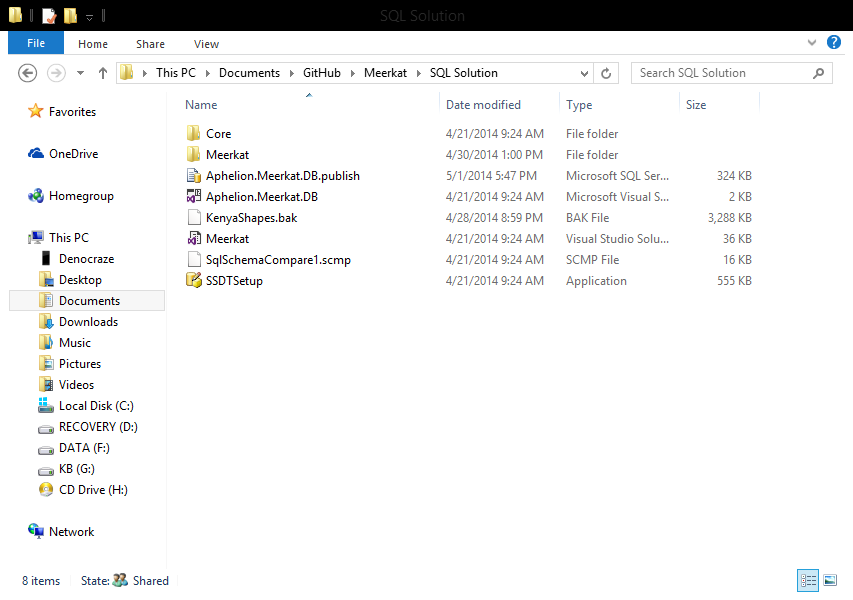 SQL Solution
File Home Share View
This PC Documents GitHub Meerkat SQL Solution Search SQL Solution
Name Date modified Type Size
Favorites
OneDrive
Homegroup
This PC
Denocraze
Desktop
Documents
Downloads
Music
Pictures
Videos
Local Disk (C:)
RECOVERY (D:)
DATA (F:)
KB (G:)
CD Drive (H:)
Network
Core 4/21/2014 9:24 AM File folder
Meerkat 4/30/2014 1:00 PM File folder
Aphelion.Meerkat.DB.publish 5/1/2014 5:47 PM Microsoft SQL Ser... 324 KB
Aphelion.Meerkat.DB 4/21/2014 9:24 AM Microsoft Visual S... 2 KB
KenyaShapes.bak 4/28/2014 8:59 PM BAK File 3,288 KB
Meerkat 4/21/2014 9:24 AM Visual Studio Solu... 36 KB
SqlSchemaCompare1.scmp 4/21/2014 9:24 AM SCMP File 16 KB
SSDTSetup 4/21/2014 9:24 AM Application 555 KB
8 items State: Shared